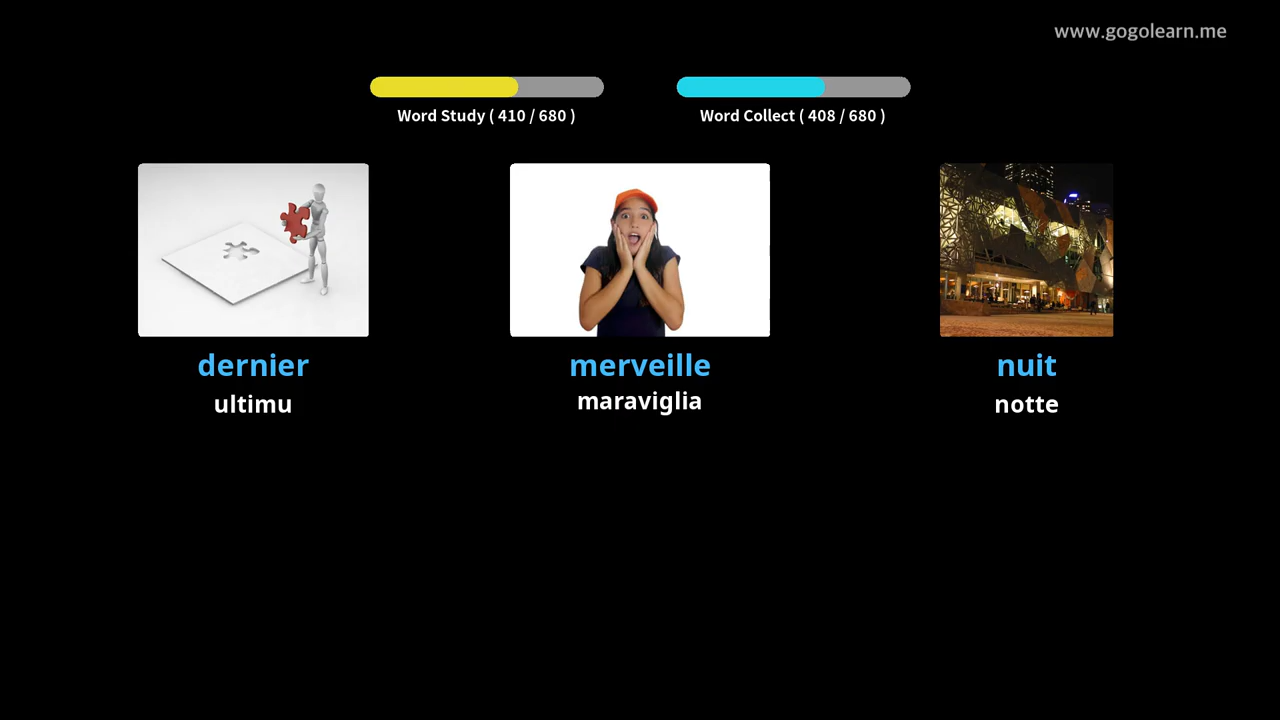 www.gogolearn.me
Word Study ( 410 / 680 )
Word Collect ( 408 / 680 )
dernier
ultimu
merveille
maraviglia
nuit
notte